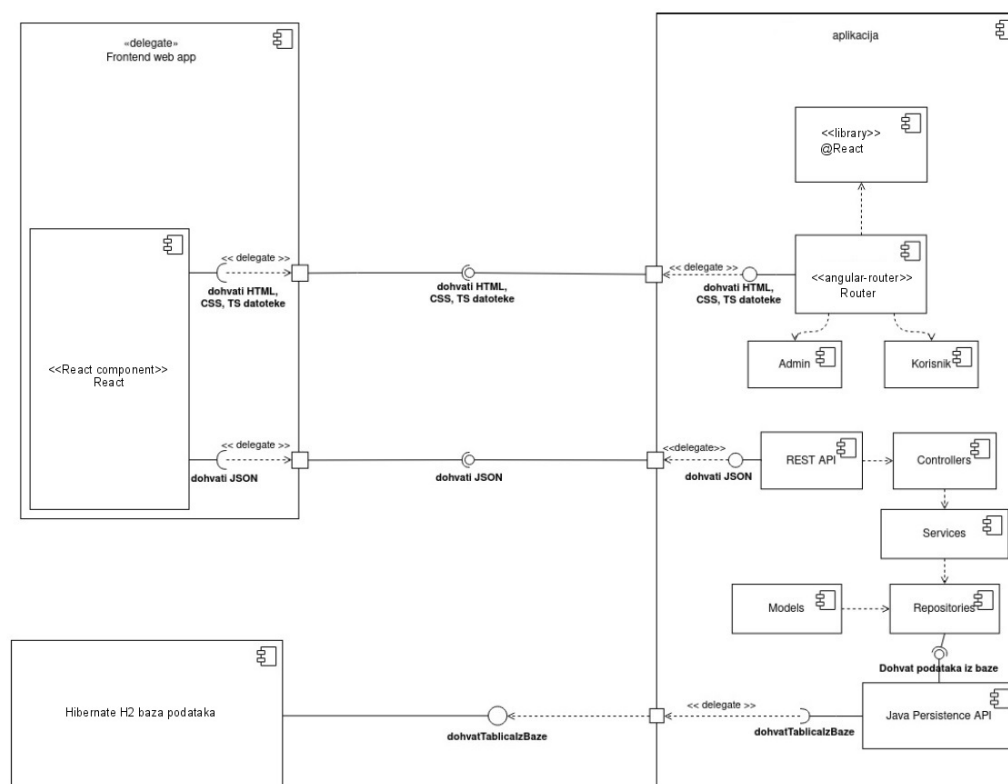 «delegate»
Frontend web app
aplikacija
<<library>>
@React
<< delegate >>
dohvati HTML,
CSS, TS datoteke
dohvati HTML,
CSS, TS datoteke
<< delegate >>
dohvati HTML,
CSS, TS datoteke
<<angular-router>>
Router
<<React component>>
React
Admin
Korisnik
<< delegate >>
dohvati JSON
dohvati JSON
<<delegate>>
dohvati JSON
REST API
Controllers
Services
Models
Repositories
Dohvat podataka iz baze
Hibernate H2 baza podataka
dohvatTablicaIzBaze
<< delegate >>
dohvatTablicaIzBaze
Java Persistence API